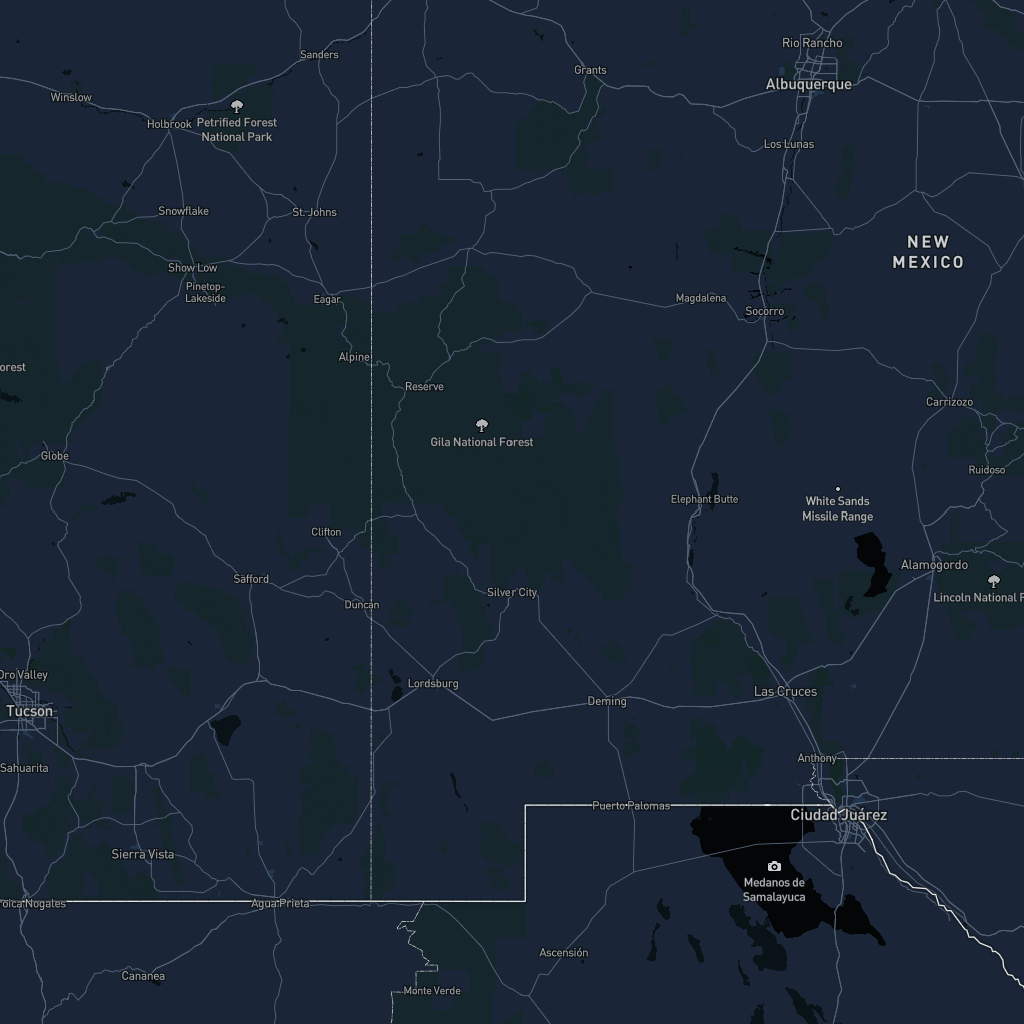 Rio Rancho
Sanders
Grants
Albuquerque
Winslow
Holbrook
Petrified Forest
National Park
Los Lunas
Snowflake
St. Johns
NEW
MEXICO
Show Low
Pinetop-
Lakeside
Eagar
Magdalena
Socorro
Alpine
orest
Reserve
Carrizozo
Gila National Forest
Globe
Ruidoso
Elephant Butte
White Sands
Missile Range
Clifton
Alamogordo
Safford
Silver City
Lincoln National F
Duncan
Oro Valley
Lordsburg
Las Cruces
Deming
Tucson
Anthony
Sahuarita
Puerto Palomas
Ciudad Juárez
Sierra Vista
Medanos de
Samalayuca
oica Nogales
Agua Prieta
Ascensión
Cananea
Monte Verde